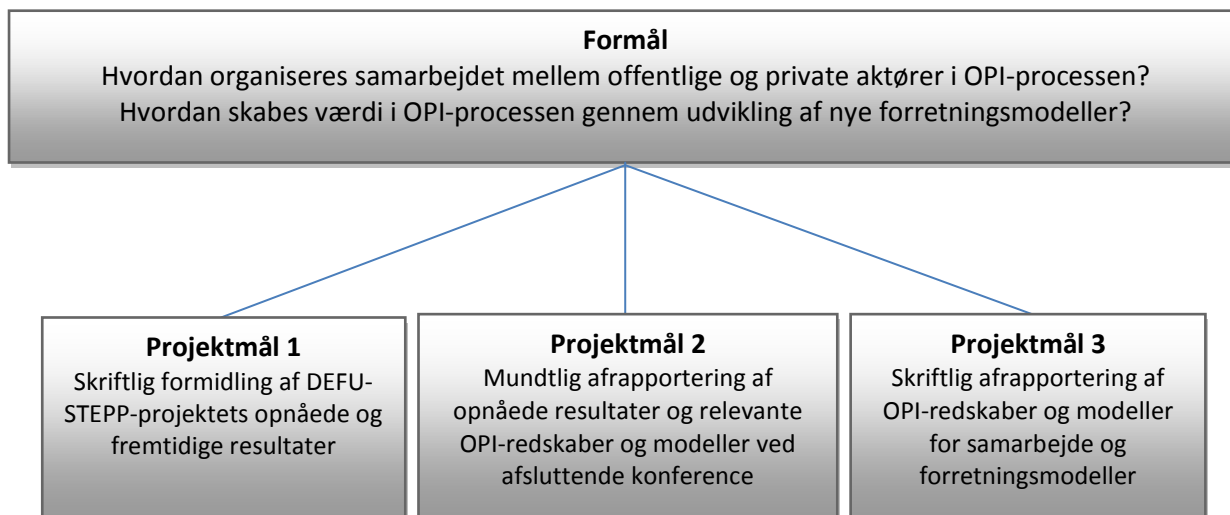 Formål
Hvordan organiseres samarbejdet mellem offentlige og private aktører i OPI-processen?
Hvordan skabes værdi i OPI-processen gennem udvikling af nye forretningsmodeller?
Projektmål 1
Skriftlig formidling af DEFU-
STEPP-projektets opnåede og
fremtidige resultater
Projektmål 2
Mundtlig afrapportering af
opnåede resultater og relevante
OPI-redskaber og modeller ved
afsluttende konference
Projektmål 3
Skriftlig afrapportering af
OPI-redskaber og modeller
for samarbejde og
forretningsmodeller